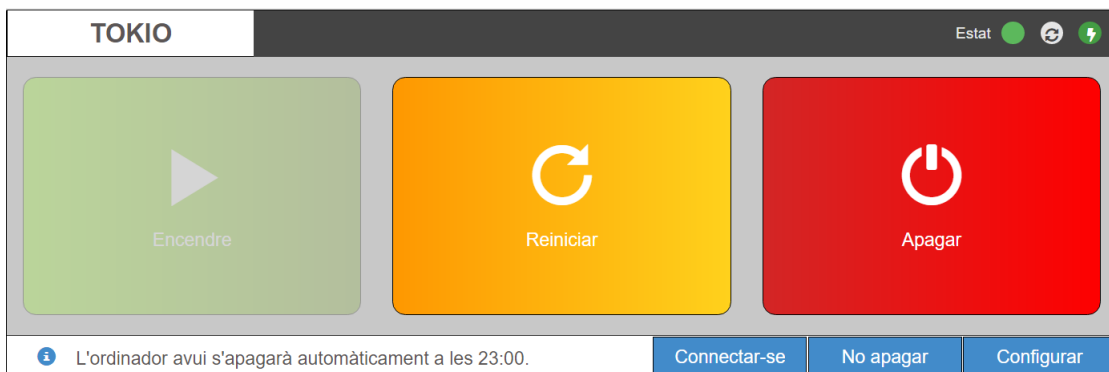 TOKIO
Estat
Encendre
Reiniciar
Apagar
L'ordinador avui s'apagarà automàticament a les 23:00.
Connectar-se
No apagar
Configurar